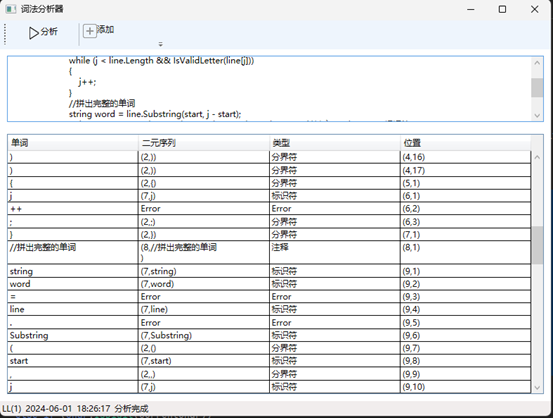 词法分析器
分析 添加
while (j < line.Length && IsValidLetter(line[j]))
{
j++;
}
//拼出完整的单词
string word = line.Substring(start, j - start);
单词 二元序列 类型 位置
) (2,)) 分界符 (4,16)
) (2,)) 分界符 (4,17)
{ (2,{) 分界符 (5,1)
j (7,j) 标识符 (6,1)
++ Error Error (6,2)
; (2,;) 分界符 (6,3)
} (2,}) 分界符 (7,1)
//拼出完整的单词 (8,//拼出完整的单词 注释 (8,1)
)
string (7,string) 标识符 (9,1)
word (7,word) 标识符 (9,2)
= Error Error (9,3)
line (7,line) 标识符 (9,4)
. Error Error (9,5)
Substring (7,Substring) 标识符 (9,6)
( (2,() 分界符 (9,7)
start (7,start) 标识符 (9,8)
, (2,,) 分界符 (9,9)
j (7,j) 标识符 (9,10)
LL(1) 2024-06-01 18:26:17 分析完成